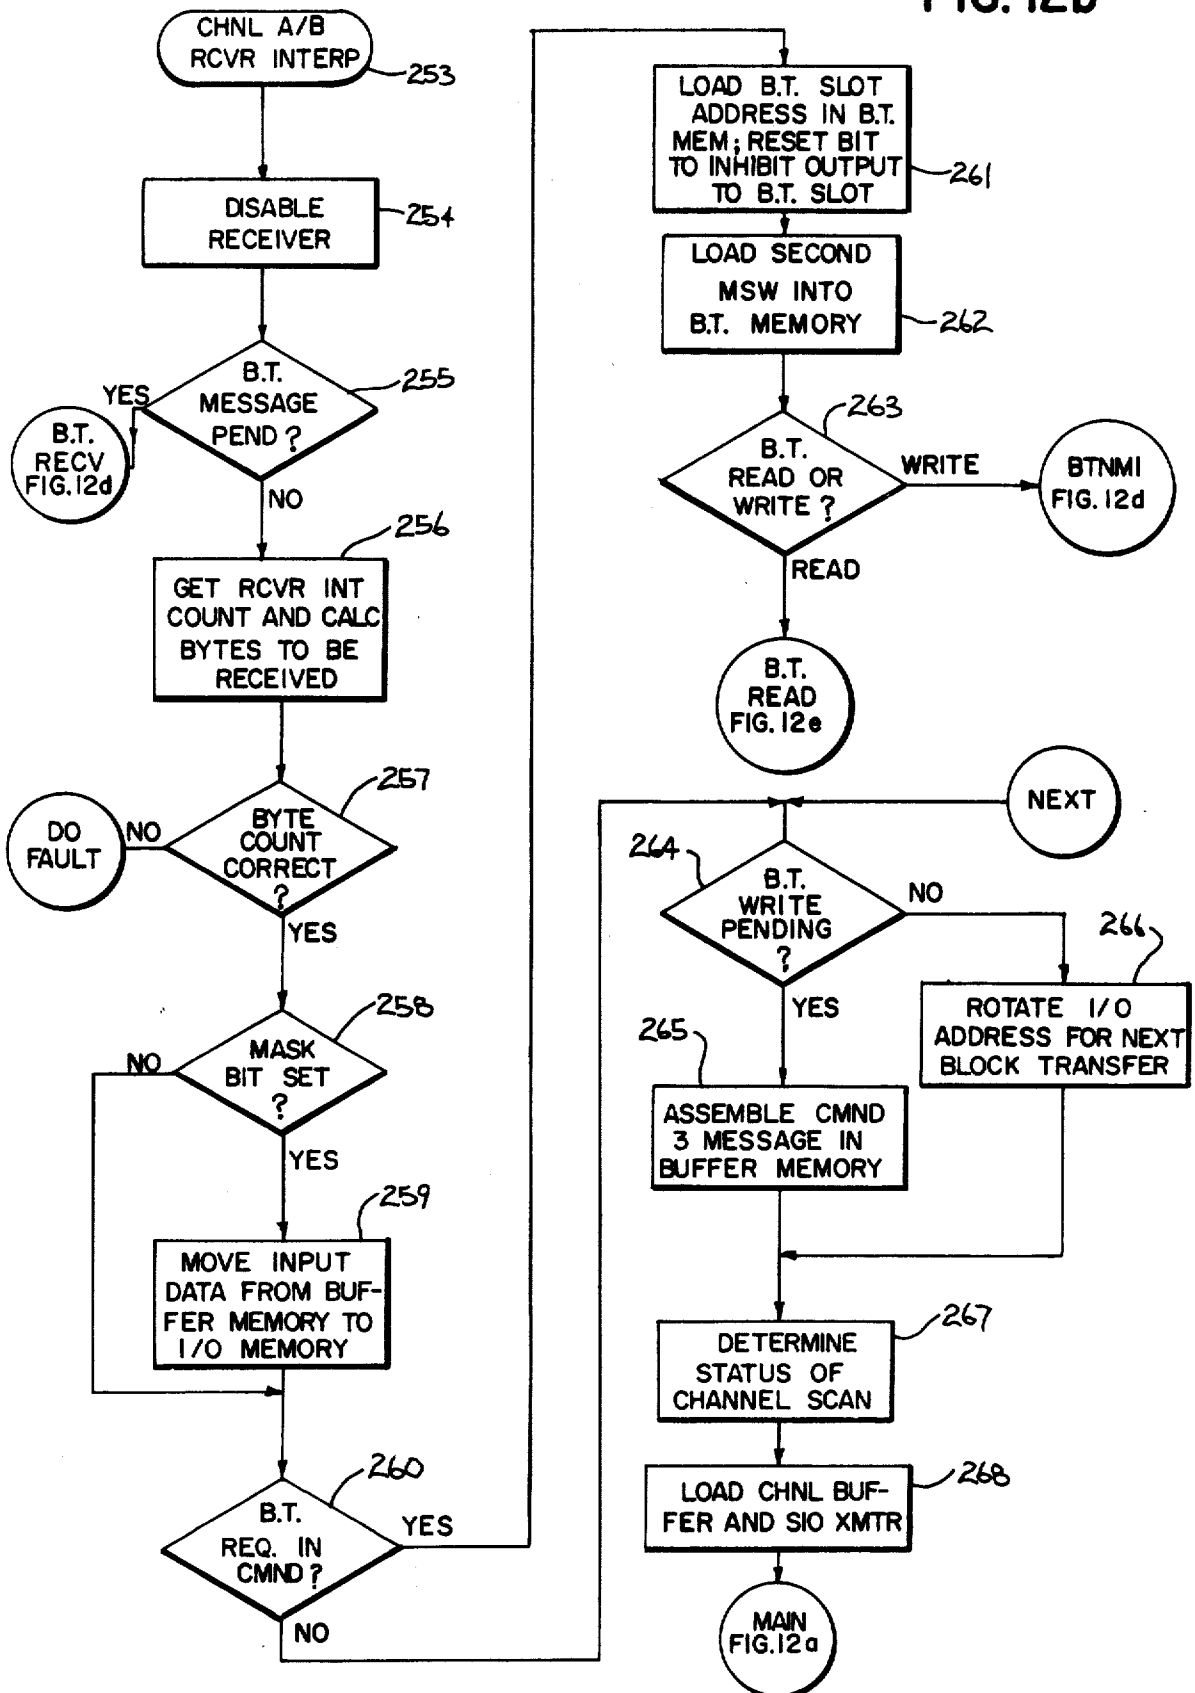 FIG. 12b
CHNL A/B
RCVR INTERP
253
DISABLE
RECEIVER
254
B.T.
MESSAGE
PEND ?
255
YES
B.T.
RECV
FIG. 12d
NO
256
GET RCVR INT
COUNT AND CALC
BYTES TO BE
RECEIVED
257
BYTE
COUNT
CORRECT
?
NO
DO
FAULT
YES
258
MASK
BIT SET
?
NO
YES
259
MOVE INPUT
DATA FROM BUF-
FER MEMORY TO
I/O MEMORY
260
B.T.
REQ. IN
CMND ?
YES
NO
LOAD B.T. SLOT
ADDRESS IN B.T.
MEM; RESET BIT
TO INHIBIT OUTPUT
TO B.T. SLOT
261
LOAD SECOND
MSW INTO
B.T. MEMORY
262
263
B.T.
READ OR
WRITE ?
WRITE
BTNMI
FIG. 12d
READ
B.T.
READ
FIG. 12e
NEXT
264
B.T.
WRITE
PENDING
?
NO
266
YES
ROTATE I/O
ADDRESS FOR NEXT
BLOCK TRANSFER
265
ASSEMBLE CMND
3 MESSAGE IN
BUFFER MEMORY
267
DETERMINE
STATUS OF
CHANNEL SCAN
268
LOAD CHNL BUF-
FER AND SIO XMTR
MAIN
FIG. 12a